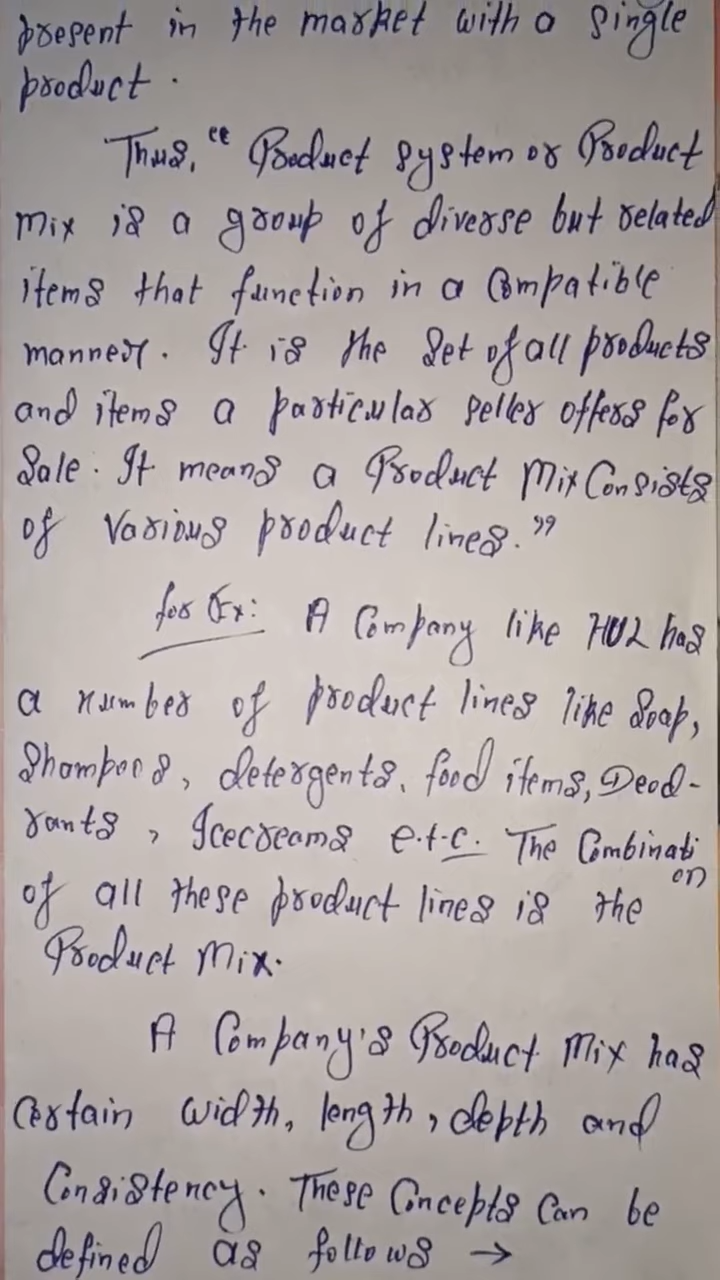 present in the market with a single
product.
Thus, "Product system or Product
Mix is a group of diverse but related
items that function in a Compatible
manner. It is the Set of all products
and items a particular seller offers for
Sale. It means a Product Mix Consists
of Various product lines."
for Ex: A Company like HUL has
a number of product lines like Soap,
Shampoos, detergents, food items, Deod-
rants, Icecreams e.t.c. The Combinati
on
of all these product lines is the
Product Mix.
A Company's Product Mix has
Certain width, length, depth and
Consistency. These Concepts Can be
defined as follows →